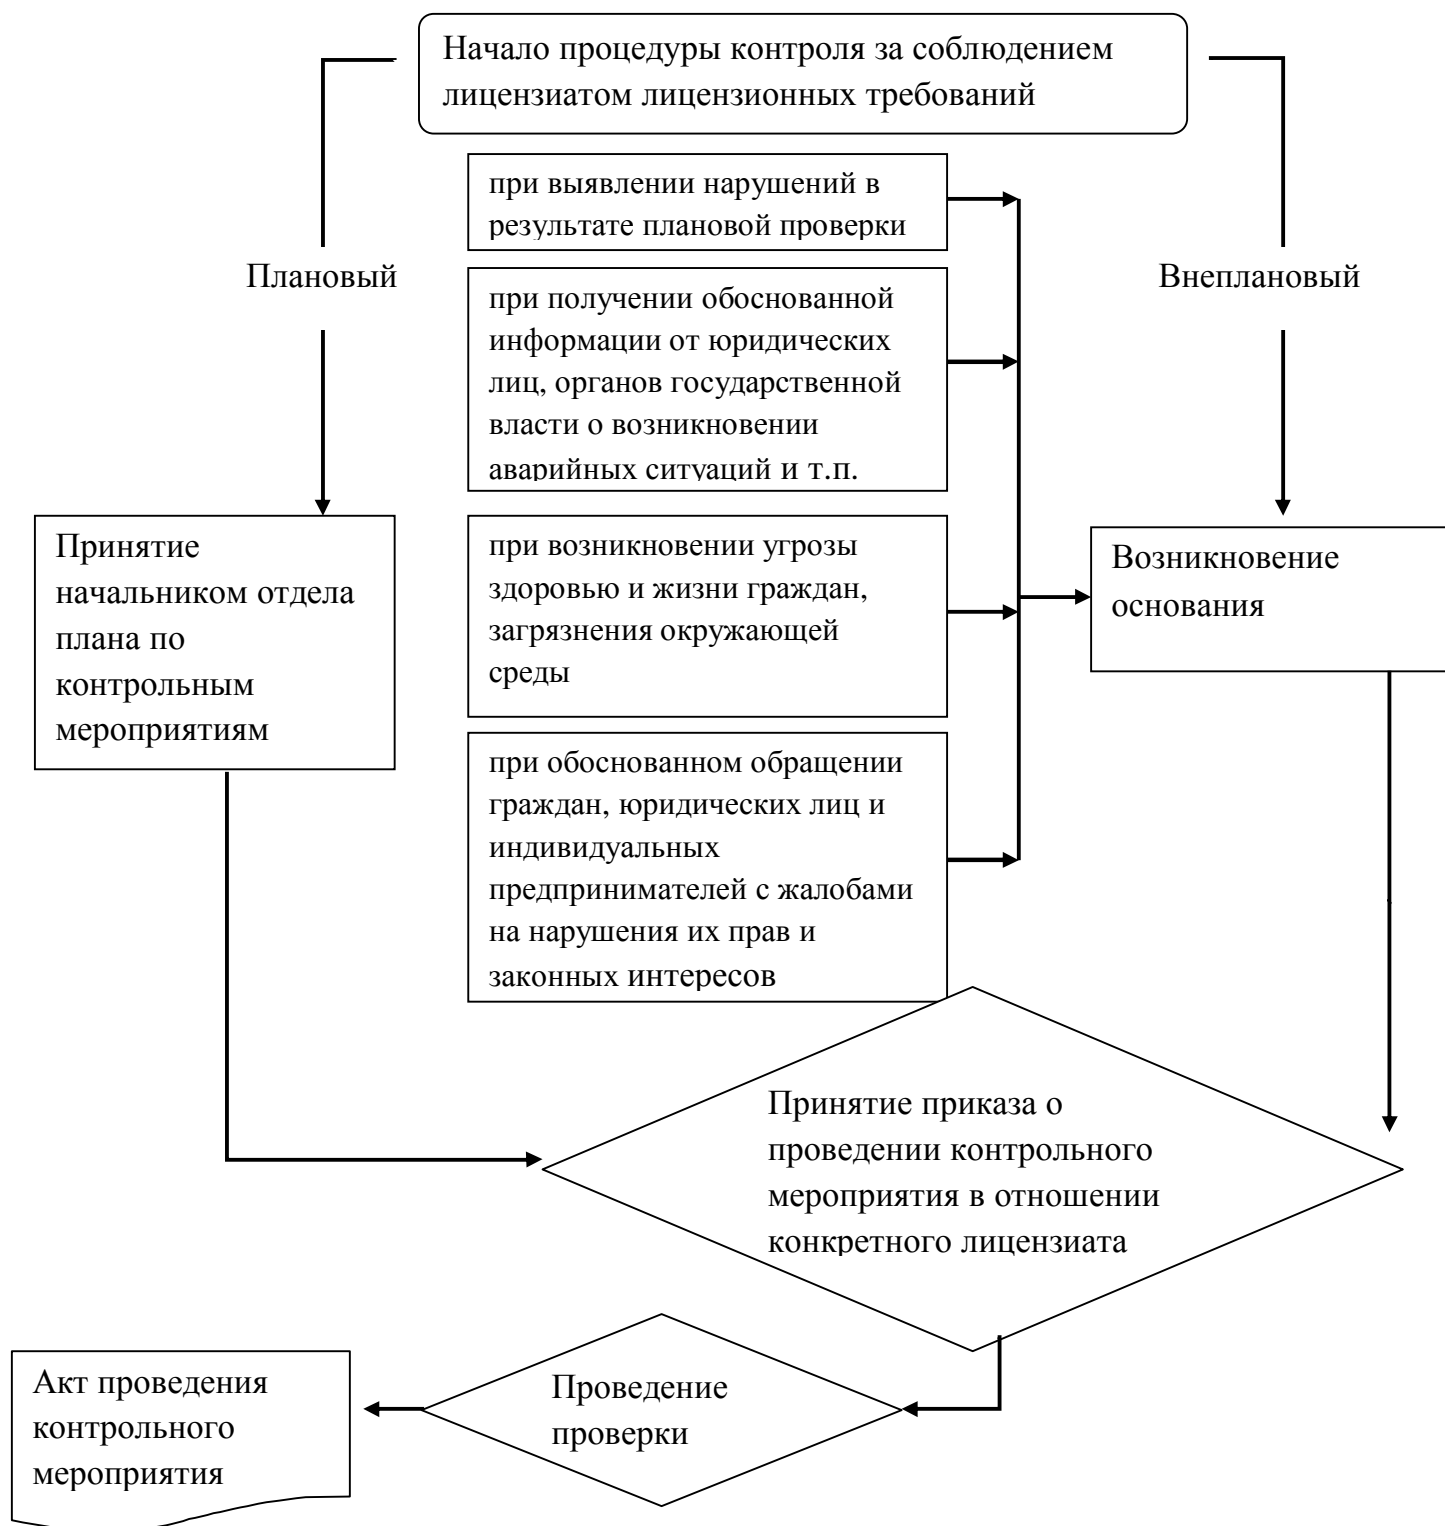 Начало процедуры контроля за соблюдением
лицензиатом лицензионных требований
при выявлении нарушений в
результате плановой проверки
Плановый
Внеплановый
при получении обоснованной
информации от юридических
лиц, органов государственной
власти о возникновении
аварийных ситуаций и т.п.
Принятие
начальником отдела
плана по
контрольным
мероприятиям
при возникновении угрозы
здоровью и жизни граждан,
загрязнения окружающей
среды
Возникновение
основания
при обоснованном обращении
граждан, юридических лиц и
индивидуальных
предпринимателей с жалобами
на нарушения их прав и
законных интересов
Принятие приказа о
проведении контрольного
мероприятия в отношении
конкретного лицензиата
Проведение
проверки
Акт проведения
контрольного
мероприятия